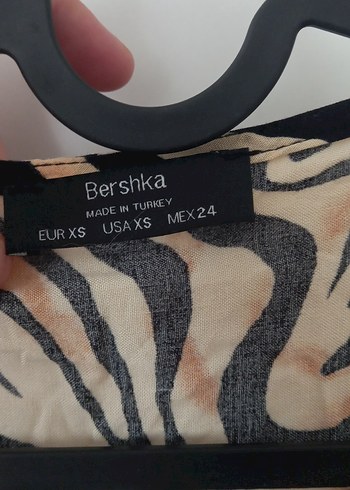 Bershka
MADE IN TURKEY
EUR XS USA XS MEX 24